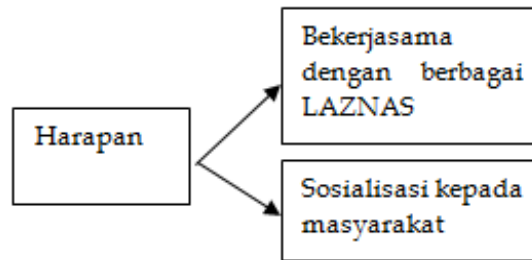 Harapan
Bekerjasama
dengan berbagai
LAZNAS
Sosialisasi kepada
masyarakat